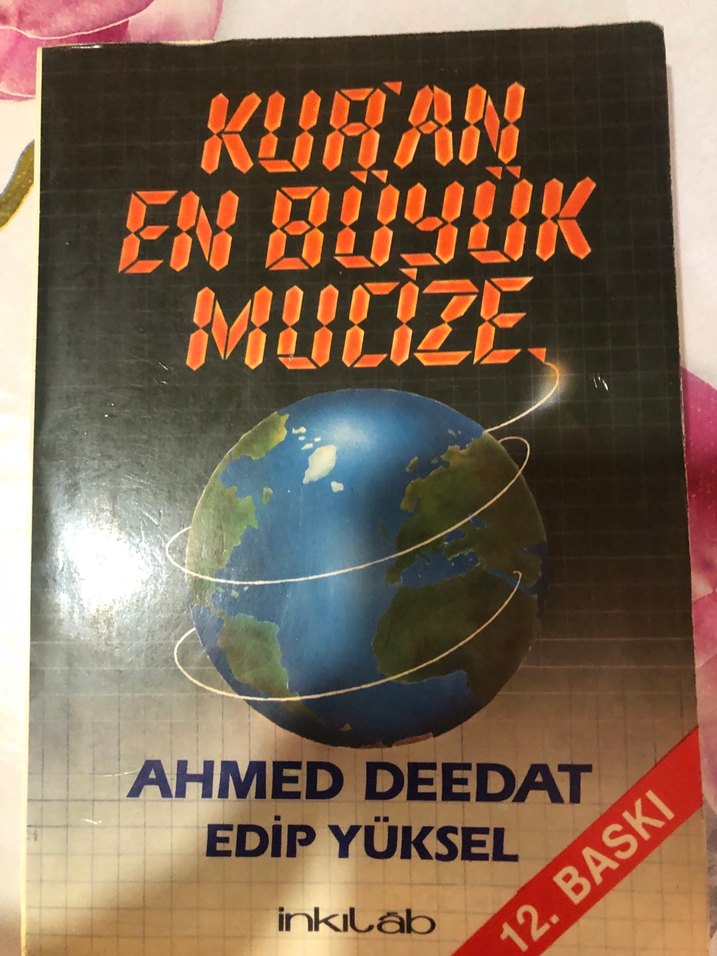 KUR'AN
EN BÜYÜK
MUCİZE
AHMED DEEDAT
EDİP YÜKSEL
12. BASKI
inkılâb